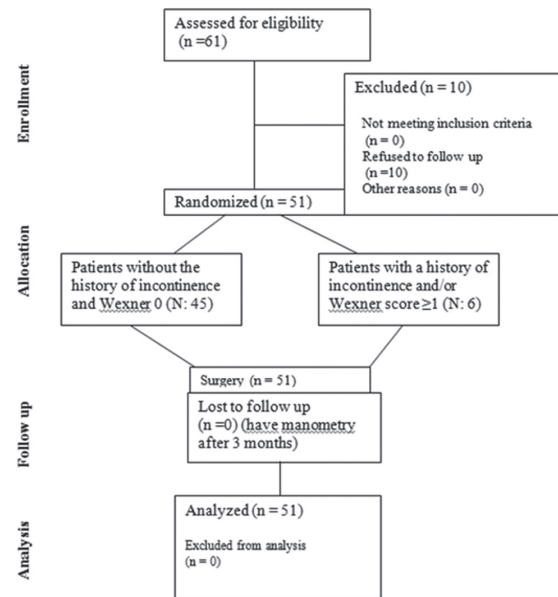 Enrollment
Assessed for eligibility
(n =61)
Excluded (n = 10)
Not meeting inclusion criteria
(n = 0)
Refused to follow up
(n =10)
Other reasons (n = 0)
Randomized (n = 51)
Allocation
Patients without the
history of incontinence
and Wexner 0 (N: 45)
Patients with a history of
incontinence and/or
Wexner score ≥1 (N: 6)
Follow up
Surgery (n = 51)
Lost to follow up
(n =0) (have manometry
after 3 months)
Analysis
Analyzed (n = 51)
Excluded from analysis
(n = 0)